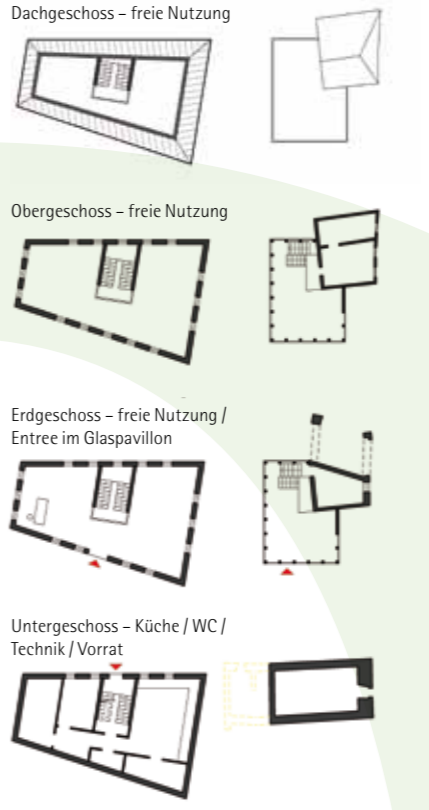 Dachgeschoss – freie Nutzung
Obergeschoss – freie Nutzung
Erdgeschoss – freie Nutzung /
Entree im Glaspavillon
Untergeschoss – Küche / WC /
Technik / Vorrat